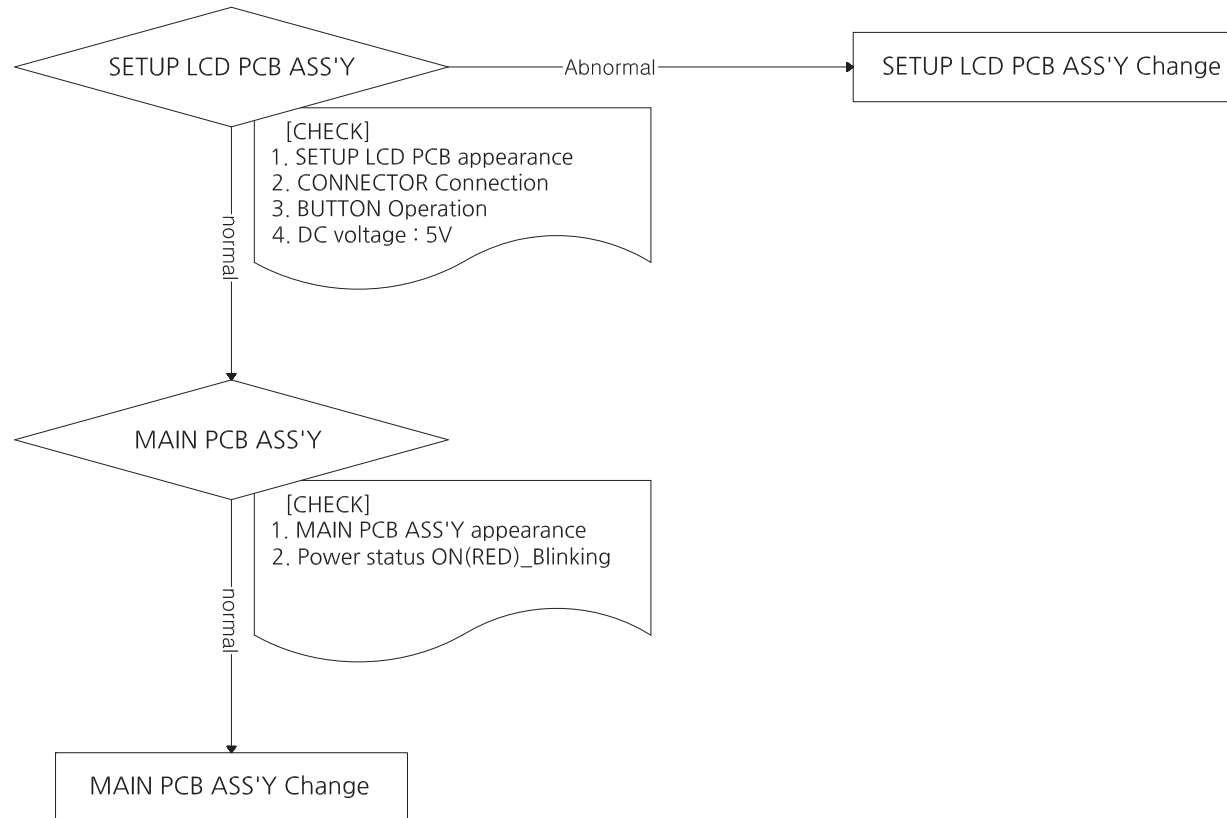 SETUP LCD PCB ASS'Y
Abnormal
SETUP LCD PCB ASS'Y Change
[CHECK]
1. SETUP LCD PCB appearance
2. CONNECTOR Connection
3. BUTTON Operation
4. DC voltage : 5V
normal
MAIN PCB ASS'Y
[CHECK]
1. MAIN PCB ASS'Y appearance
2. Power status ON(RED)_Blinking
normal
MAIN PCB ASS'Y Change